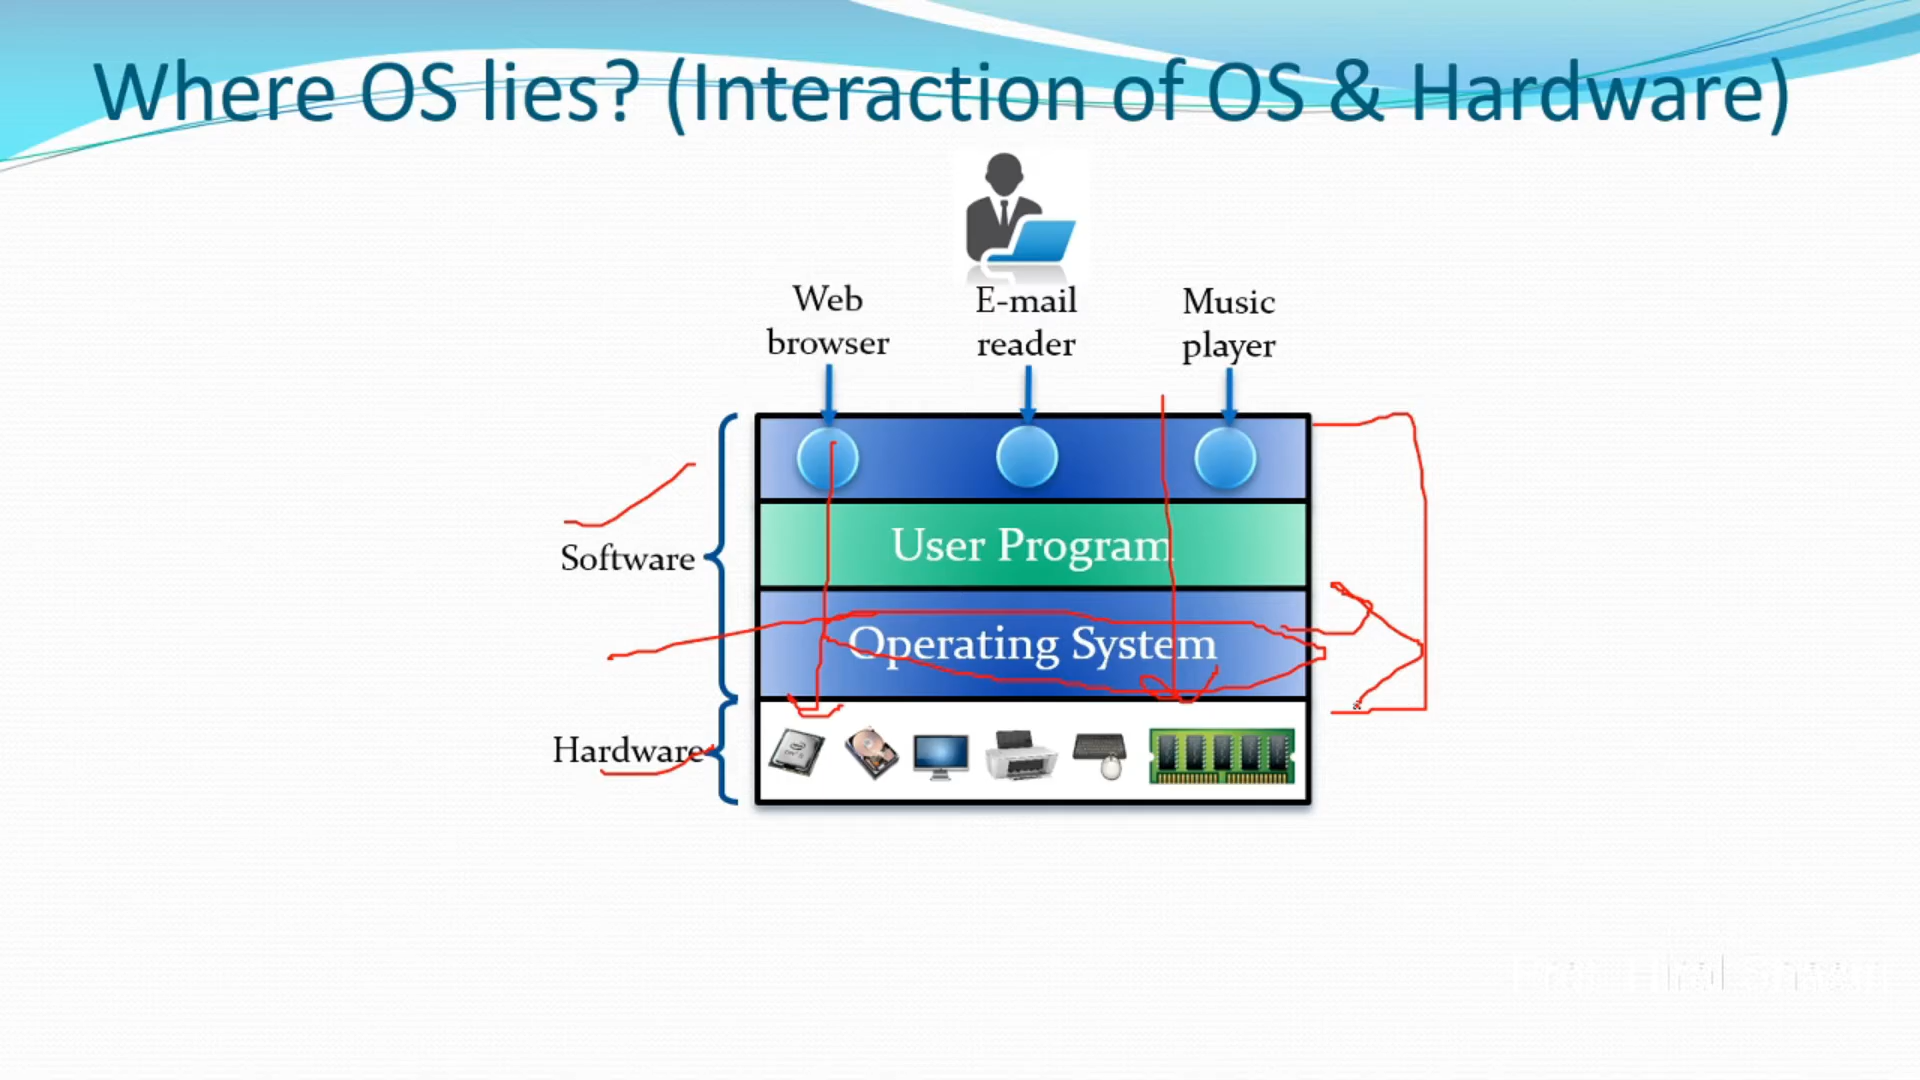 Where OS lies? (Interaction of OS & Hardware)
Web
browser
E-mail
reader
Music
player
Software
User Program
Operating System
Hardware